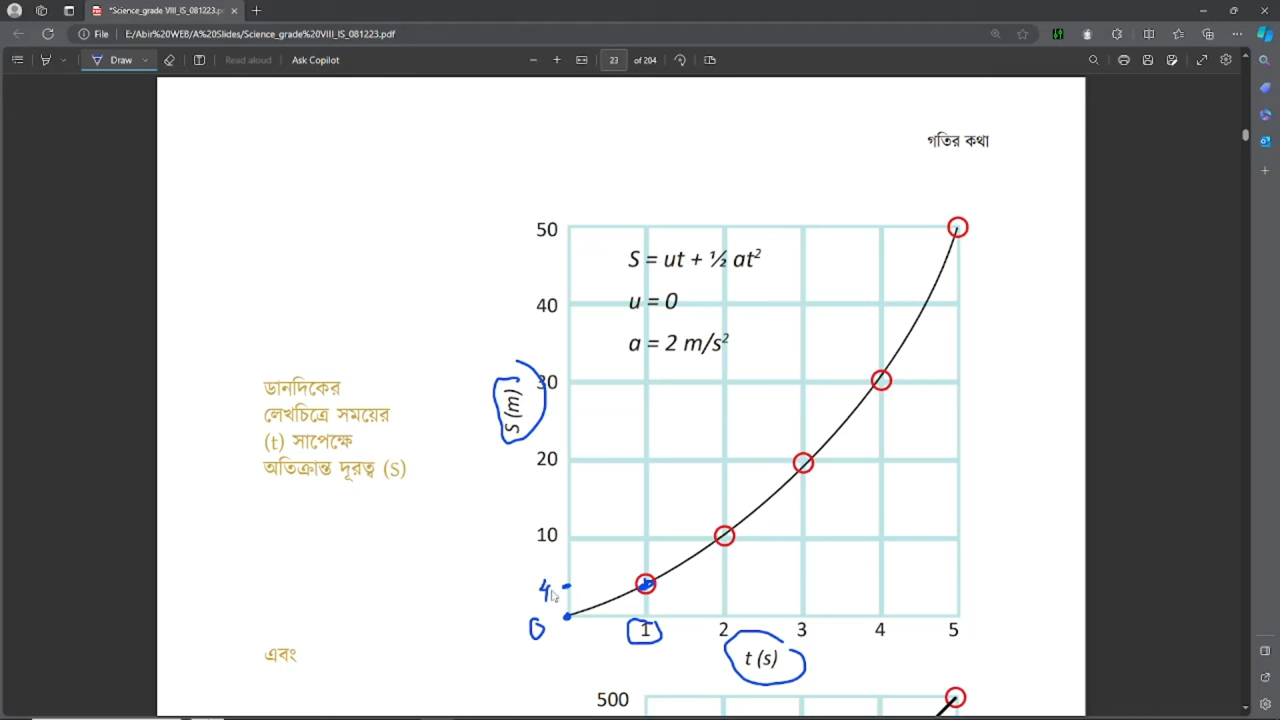 *Science_grade VIII_IS_081223.p
File
E:/Abir%20WEB/A%20Slides/Science_grade%20VIII_IS_081223.pdf
Draw
Read aloud
Ask Copilot
23
of 204
গতির কথা
50
S = ut + ½ at²
u = 0
40
a = 2 m/s²
30
ডানদিকের
লেখচিত্রে সময়ের
(t) সাপেক্ষে
অতিক্রান্ত দূরত্ব (S)
S (m)
20
10
4
0
1
2
3
4
5
t (s)
এবং
500